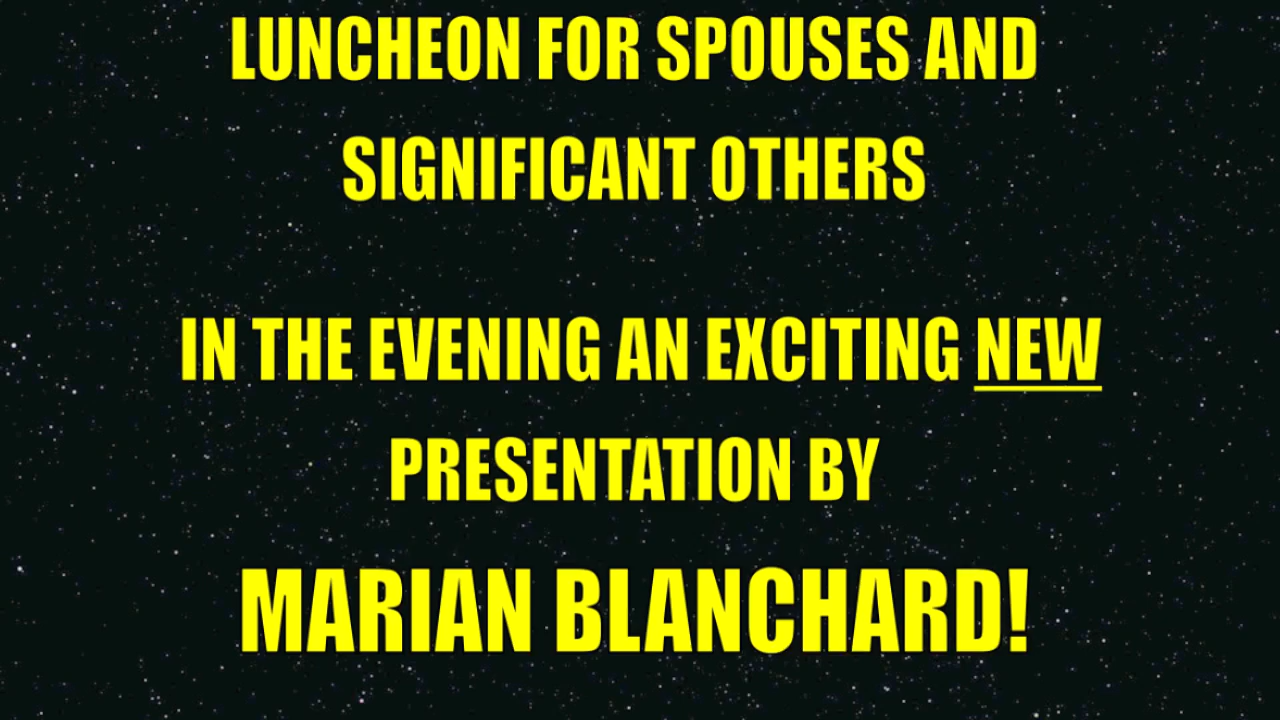 LUNCHEON FOR SPOUSES AND
SIGNIFICANT OTHERS
IN THE EVENING AN EXCITING NEW
PRESENTATION BY
MARIAN BLANCHARD!